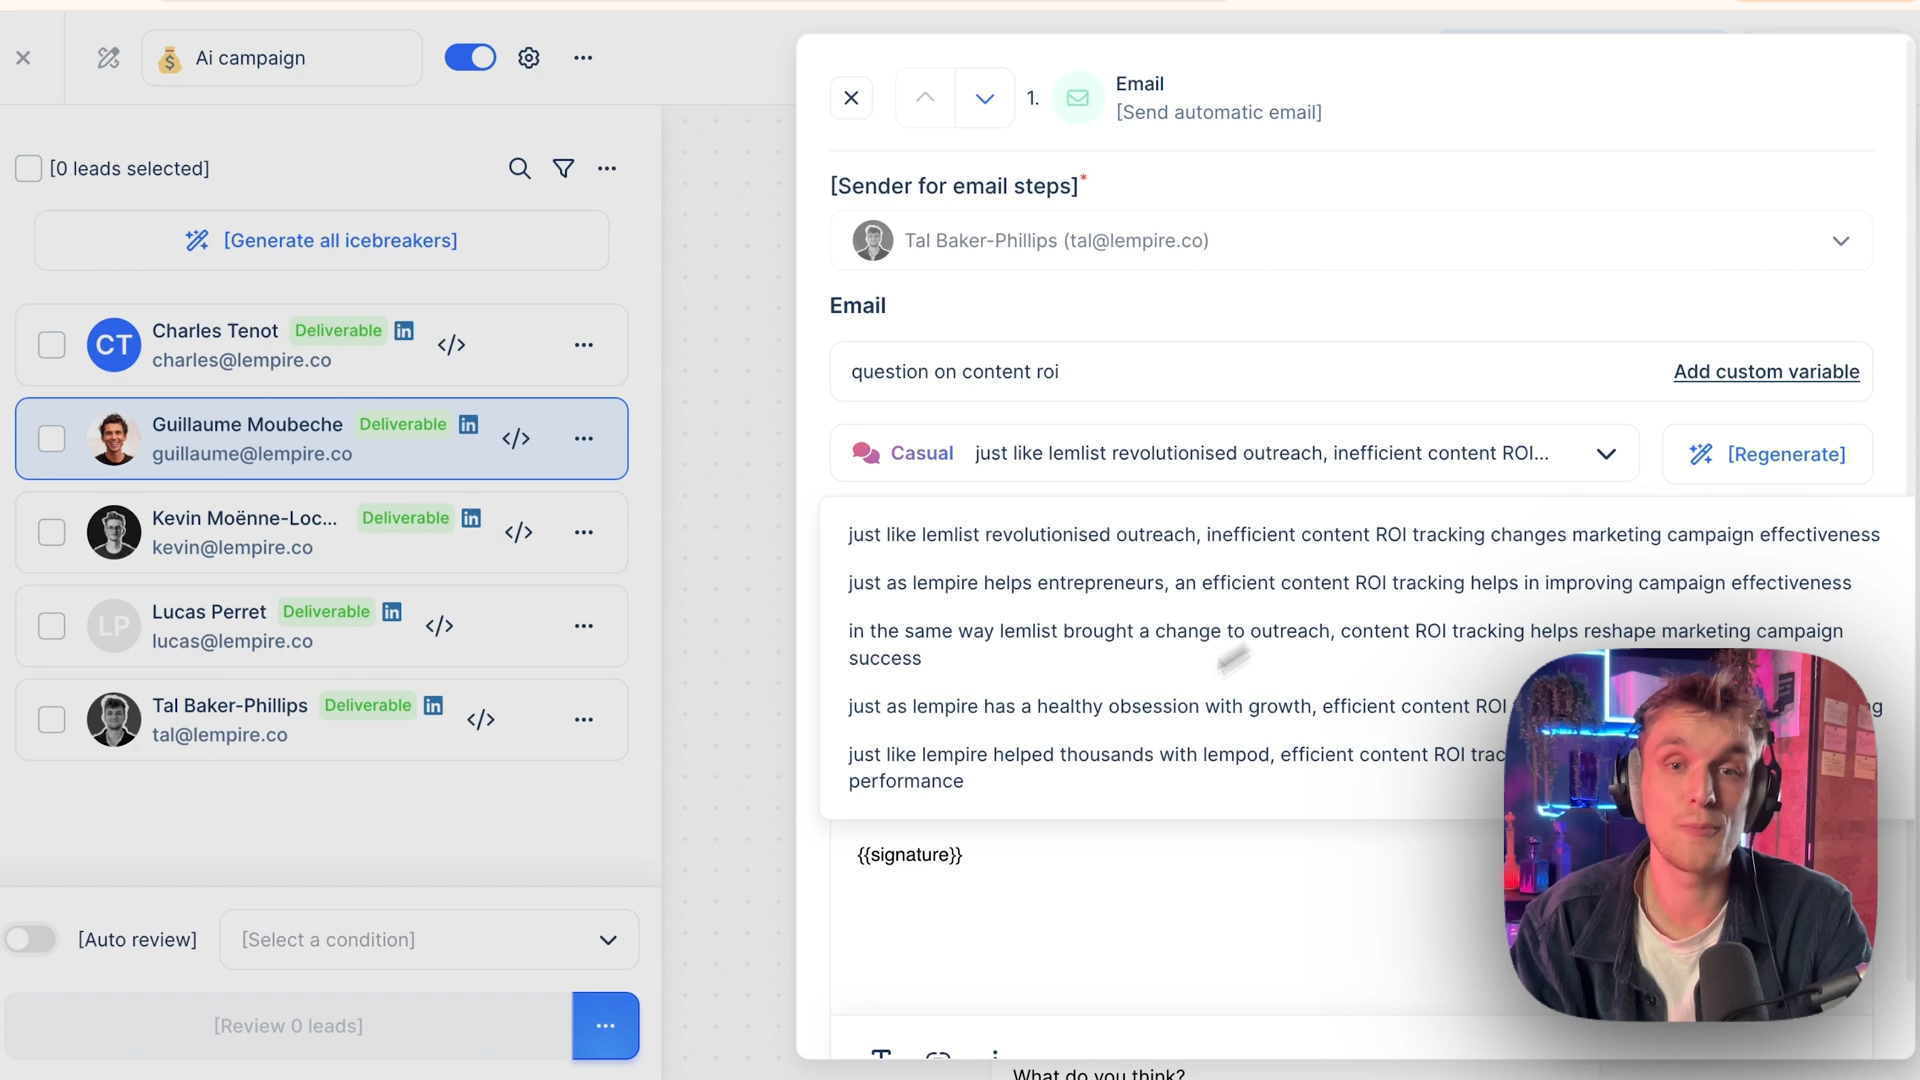 Ai campaign
[0 leads selected]
[Generate all icebreakers]
CT
Charles Tenot Deliverable in </>
charles@lempire.co
Guillaume Moubeche Deliverable in </>
guillaume@lempire.co
Kevin Moënne-Loc... Deliverable in </>
kevin@lempire.co
LP
Lucas Perret Deliverable in </>
lucas@lempire.co
Tal Baker-Phillips Deliverable in </>
tal@lempire.co
[Auto review]
[Select a condition]
[Review 0 leads]
1.
Email
[Send automatic email]
[Sender for email steps]*
Tal Baker-Phillips (tal@lempire.co)
Email
question on content roi
Add custom variable
Casual just like lemlist revolutionised outreach, inefficient content ROI...
[Regenerate]
just like lemlist revolutionised outreach, inefficient content ROI tracking changes marketing campaign effectiveness
just as lempire helps entrepreneurs, an efficient content ROI tracking helps in improving campaign effectiveness
in the same way lemlist brought a change to outreach, content ROI tracking helps reshape marketing campaign
success
just as lempire has a healthy obsession with growth, efficient content ROI
just like lempire helped thousands with lempod, efficient content ROI
performance
{{signature}}
What do you think?